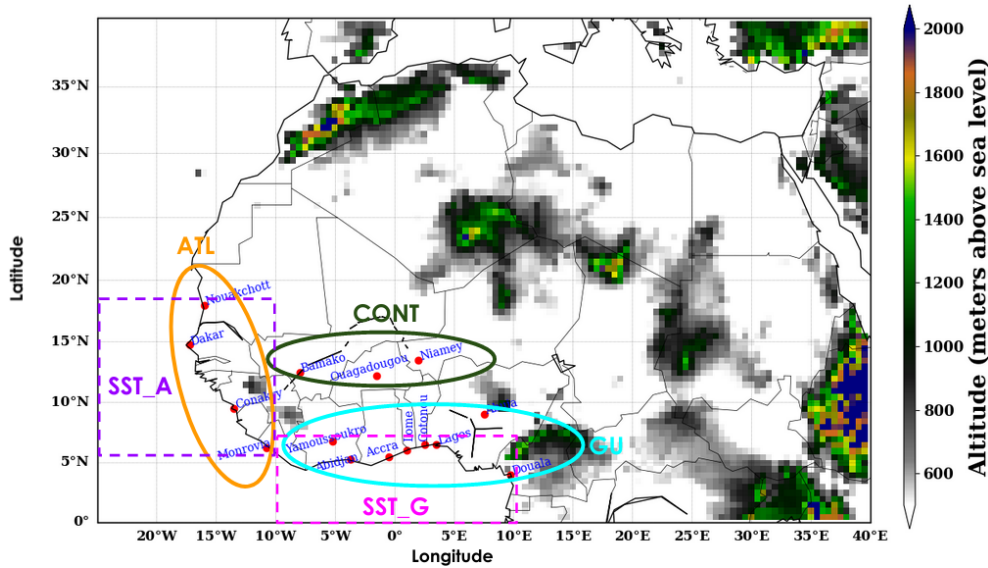 35°N
30°N
25°N
20°N
15°N
10°N
5°N
0°
Latitude
20°W
15°W
10°W
5°W
0°
5°E
10°E
15°E
20°E
25°E
30°E
35°E
40°E
Longitude
ATL
Nouakchott
Dakar
SST_A
Conakry
Monrovia
CONT
Bamako
Ouagadougou
Niamey
Yamoussoukro
Abidjan
Accra
Lome
Cotonou
Lagos
Douala
GU
SST_G
2000
1800
1600
1400
1200
1000
800
600
Altitude (meters above sea level)